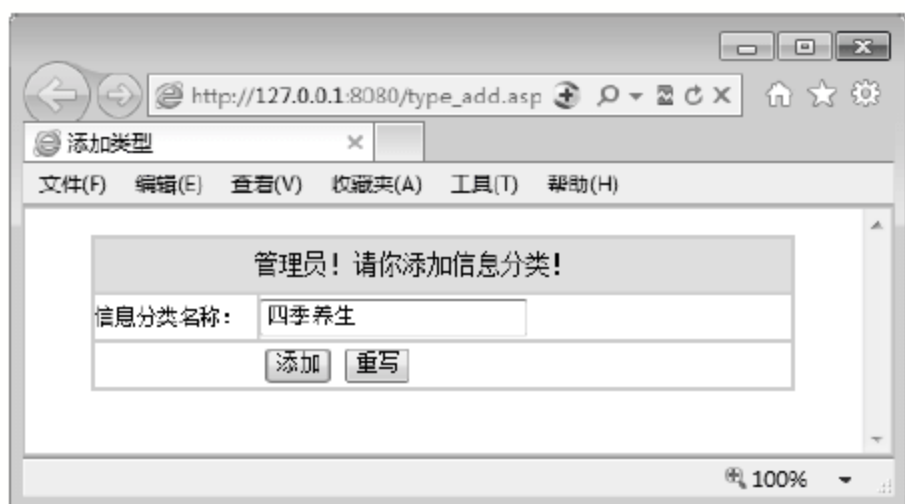 http://127.0.0.1:8080/type_add.asp
添加类型
文件(F) 编辑(E) 查看(V) 收藏夹(A) 工具(T) 帮助(H)
管理员！请你添加信息分类！
信息分类名称： 四季养生
添加 重写
100%